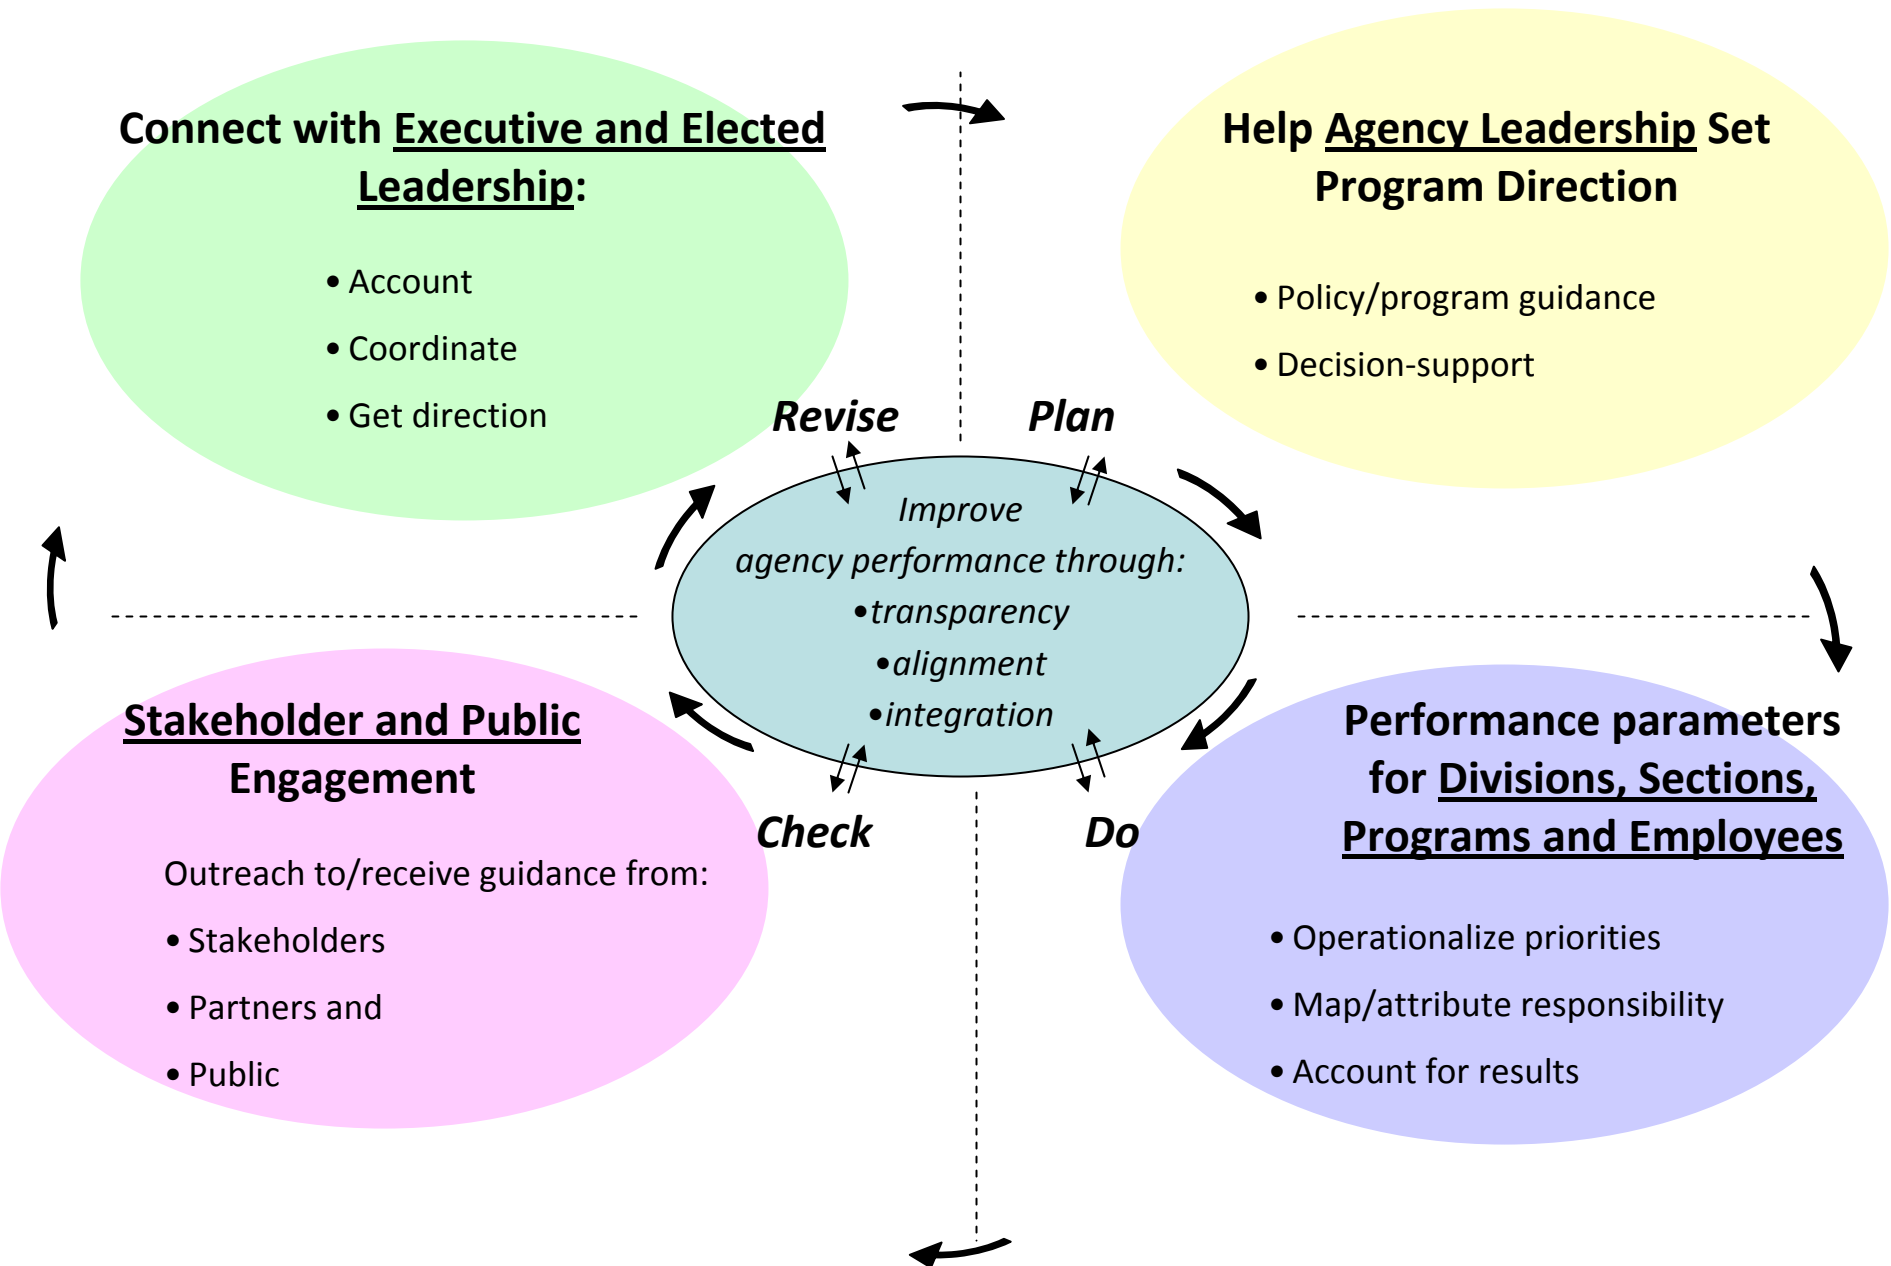 Connect with Executive and Elected
Leadership:
• Account
• Coordinate
• Get direction
Help Agency Leadership Set
Program Direction
• Policy/program guidance
• Decision-support
Revise
Plan
Improve
agency performance through:
•transparency
•alignment
•integration
Check
Do
Stakeholder and Public
Engagement
Outreach to/receive guidance from:
• Stakeholders
• Partners and
• Public
Performance parameters
for Divisions, Sections,
Programs and Employees
• Operationalize priorities
• Map/attribute responsibility
• Account for results